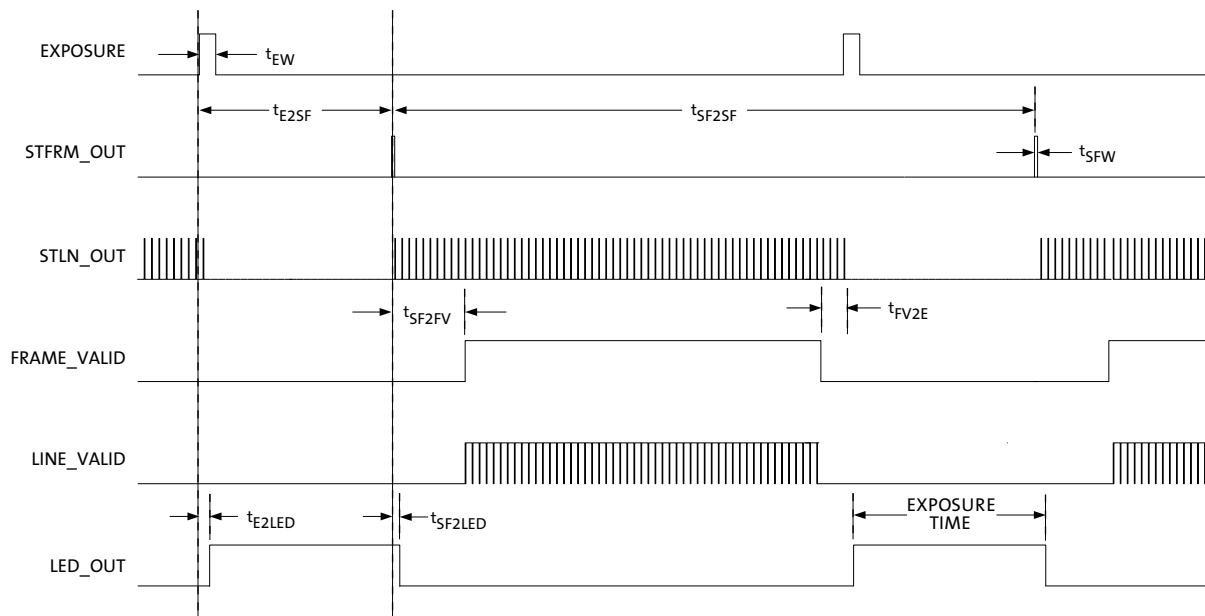 EXPOSURE
tEW
tE2SF
tSF2SF
STFRM_OUT
tSFW
STLN_OUT
tSF2FV
tFV2E
FRAME_VALID
LINE_VALID
tE2LED
tSF2LED
EXPOSURE
TIME
LED_OUT